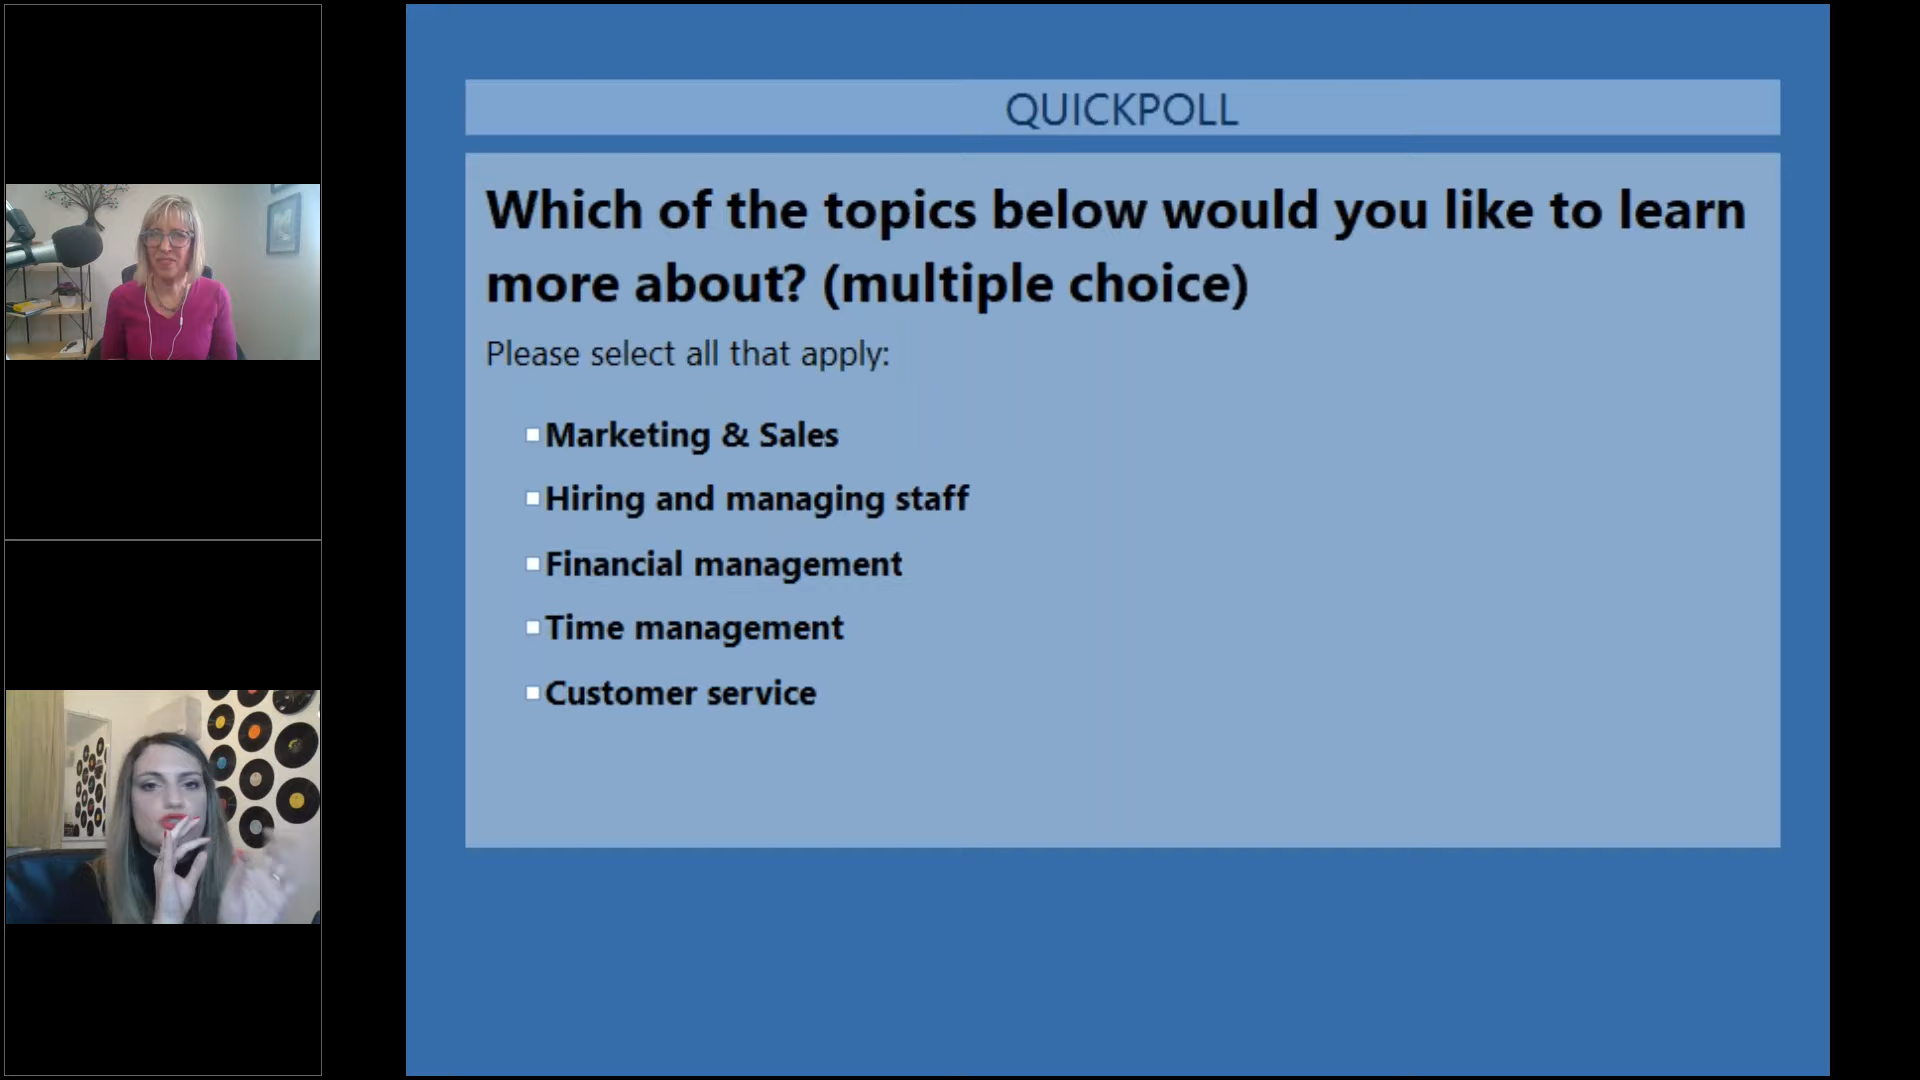 QUICKPOLL
Which of the topics below would you like to learn
more about? (multiple choice)
Please select all that apply:
Marketing & Sales
Hiring and managing staff
Financial management
Time management
Customer service